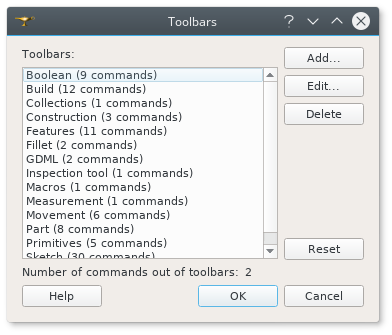 Toolbars
Toolbars:
Add...
Boolean (9 commands)
Build (12 commands)
Edit...
Collections (1 commands)
Construction (3 commands)
Delete
Features (11 commands)
Fillet (2 commands)
GDML (2 commands)
Inspection tool (1 commands)
Macros (1 commands)
Measurement (1 commands)
Movement (6 commands)
Part (8 commands)
Primitives (5 commands)
Reset
Sketch (30 commands)
Number of commands out of toolbars: 2
Help
OK
Cancel